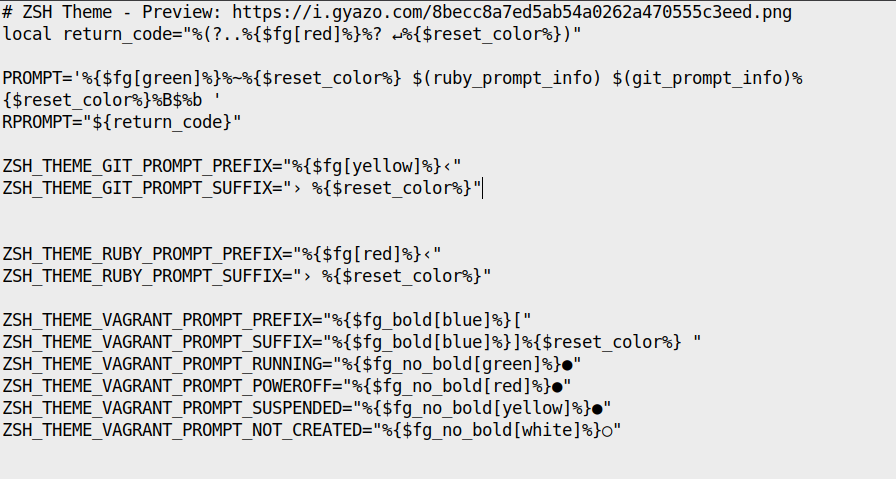 # ZSH Theme - Preview: https://i.gyazo.com/8becc8a7ed5ab54a0262a470555c3eed.png
local return_code="%(?..%{$fg[red]%}%? ↵%{$reset_color%})"

PROMPT='%{$fg[green]%}%~%{$reset_color%} $(ruby_prompt_info) $(git_prompt_info)%
{$reset_color%}%B$%b '
RPROMPT="${return_code}"

ZSH_THEME_GIT_PROMPT_PREFIX="%{$fg[yellow]%}‹"
ZSH_THEME_GIT_PROMPT_SUFFIX="› %{$reset_color%}"

ZSH_THEME_RUBY_PROMPT_PREFIX="%{$fg[red]%}‹"
ZSH_THEME_RUBY_PROMPT_SUFFIX="› %{$reset_color%}"

ZSH_THEME_VAGRANT_PROMPT_PREFIX="%{$fg_bold[blue]%}["
ZSH_THEME_VAGRANT_PROMPT_SUFFIX="%{$fg_bold[blue]%}]%{$reset_color%} "
ZSH_THEME_VAGRANT_PROMPT_RUNNING="%{$fg_no_bold[green]%}●"
ZSH_THEME_VAGRANT_PROMPT_POWEROFF="%{$fg_no_bold[red]%}●"
ZSH_THEME_VAGRANT_PROMPT_SUSPENDED="%{$fg_no_bold[yellow]%}●"
ZSH_THEME_VAGRANT_PROMPT_NOT_CREATED="%{$fg_no_bold[white]%}○"